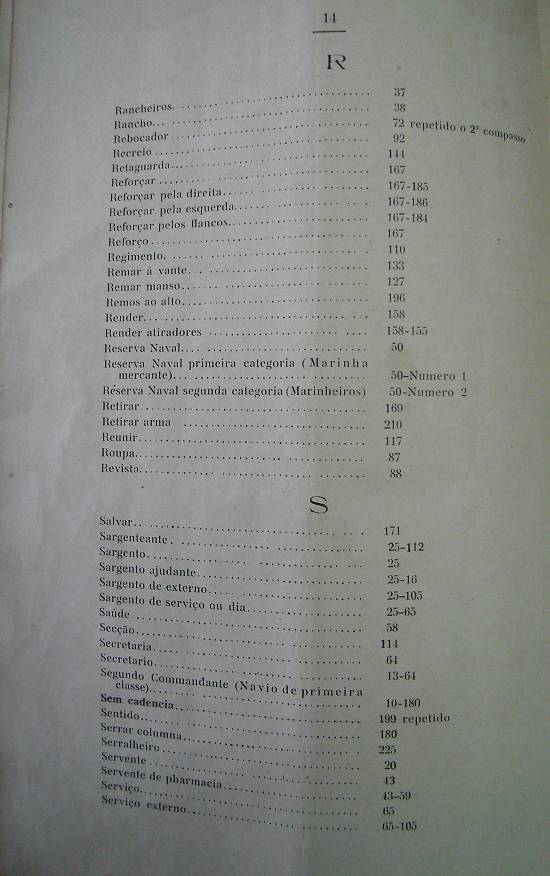 14
R
Rancheiros........ 37
Rancho........ 38
Rebocador........ 72 repetido o 2º compasso
Recreio........ 92
Retaguarda........ 144
Reforçar........ 167
Reforçar pela direita........ 167-185
Reforçar pela esquerda........ 167-186
Reforçar pelos flancos........ 167-184
Reforço........ 167
Regimento........ 110
Remar á vante........ 133
Remar manso........ 127
Remos ao alto........ 196
Render........ 158
Render atiradores........ 158-155
Reserva Naval........ 50
Reserva Naval primeira categoria (Marinha
mercante)........ 50-Numero 1
Reserva Naval segunda categoria (Marinheiros) 50-Numero 2
Retirar........ 169
Retirar arma........ 210
Reunir........ 117
Roupa........ 87
Revista........ 88
S
Salvar........ 171
Sargenteante........ 25-112
Sargento........ 25
Sargento ajudante........ 25-16
Sargento de externo........ 25-105
Sargento de serviço ou dia........ 25-65
Saúde........ 58
Secção........ 114
Secretaria........ 64
Secretario........ 13-64
Segundo Commandante (Navio de primeira
classe)........ 10-180
Sem cadencia........ 199 repetido
Sentido........ 180
Serrar columna........ 225
Serralheiro........ 20
Servente........ 43
Servente de pharmacia........ 43-59
Serviço........ 65
Serviço externo........ 65-105